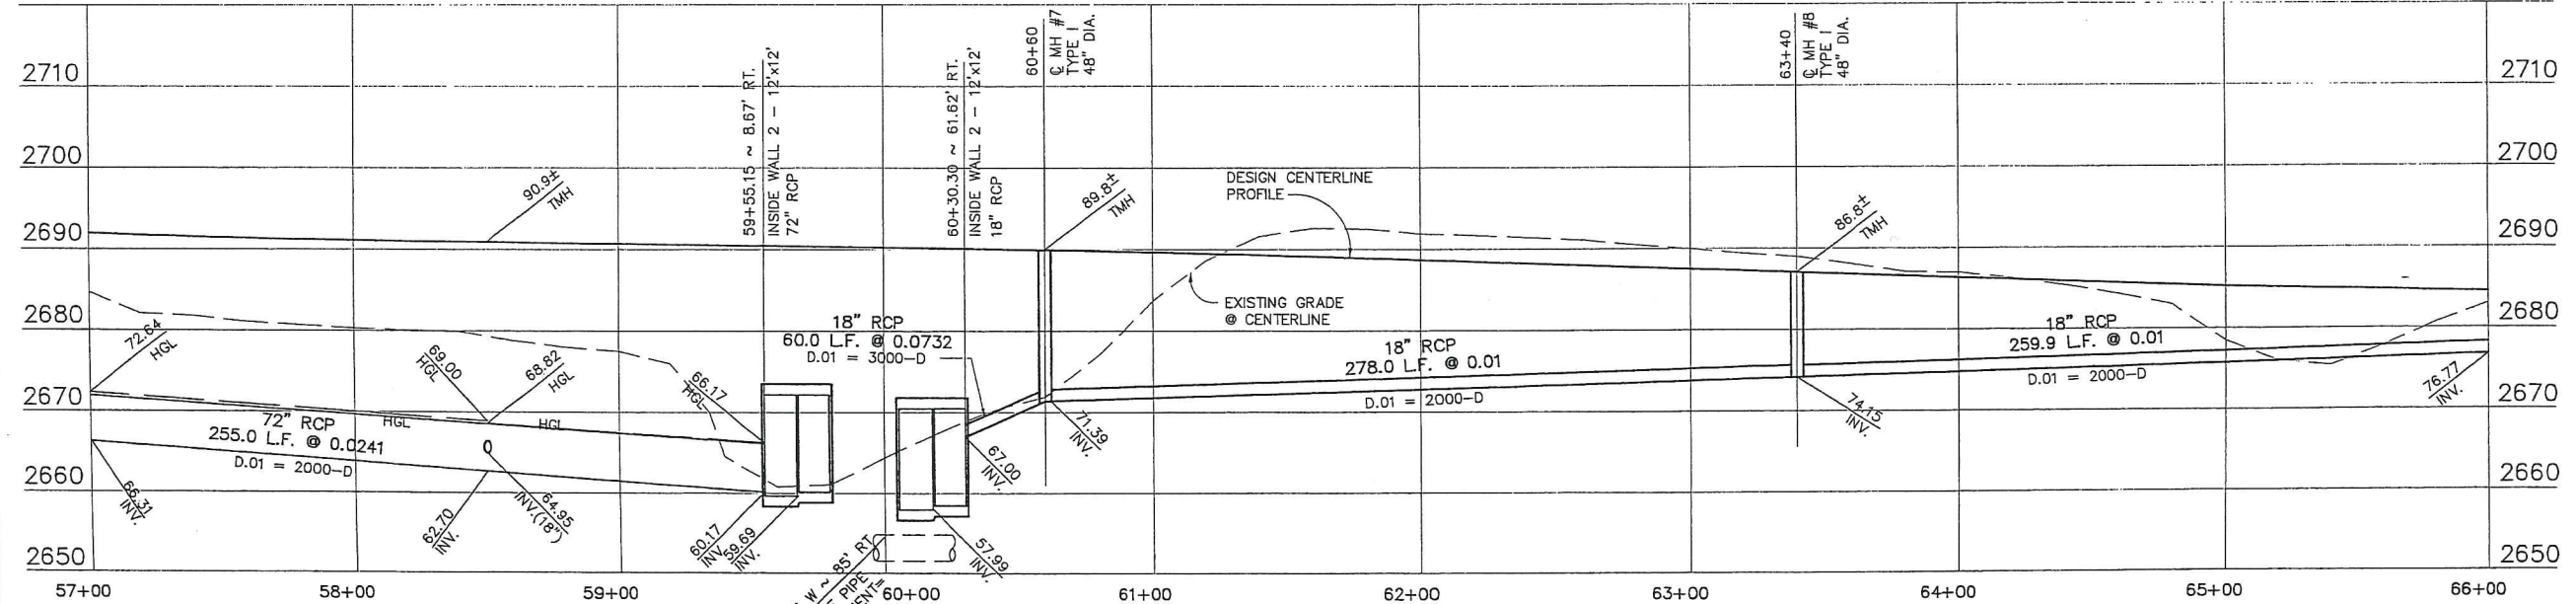 2710
2700
2690
2680
2670
2660
2650
2710
2700
2690
2680
2670
2660
2650
57+00
58+00
59+00
60+00
61+00
62+00
63+00
64+00
65+00
66+00
72.64
HGL
90.9±
TMH
69.00
HGL
68.82
HGL
66.17
HGL
HGL
HGL
72" RCP
255.0 L.F. @ 0.0241
D.01 = 2000-D
66.31
INV.
62.70
INV.
64.95
INV.(18")
60.17
INV.
59.69
INV.
59+55.15 ~ 8.67' RT.
INSIDE WALL 2 - 12'x12'
72" RCP
60+30.30 ~ 61.62' RT.
INSIDE WALL 2 - 12'x12'
18" RCP
18" RCP
60.0 L.F. @ 0.0732
D.01 = 3000-D
W ~ 85' RT.
PIPE
57.99
INV.
67.00
INV.
71.39
INV.
60+60
℄ MH #7
TYPE I
48" DIA.
89.8±
TMH
DESIGN CENTERLINE
PROFILE
EXISTING GRADE
@ CENTERLINE
18" RCP
278.0 L.F. @ 0.01
D.01 = 2000-D
63+40
℄ MH #8
TYPE I
48" DIA.
86.8±
TMH
74.15
INV.
18" RCP
259.9 L.F. @ 0.01
D.01 = 2000-D
76.77
INV.